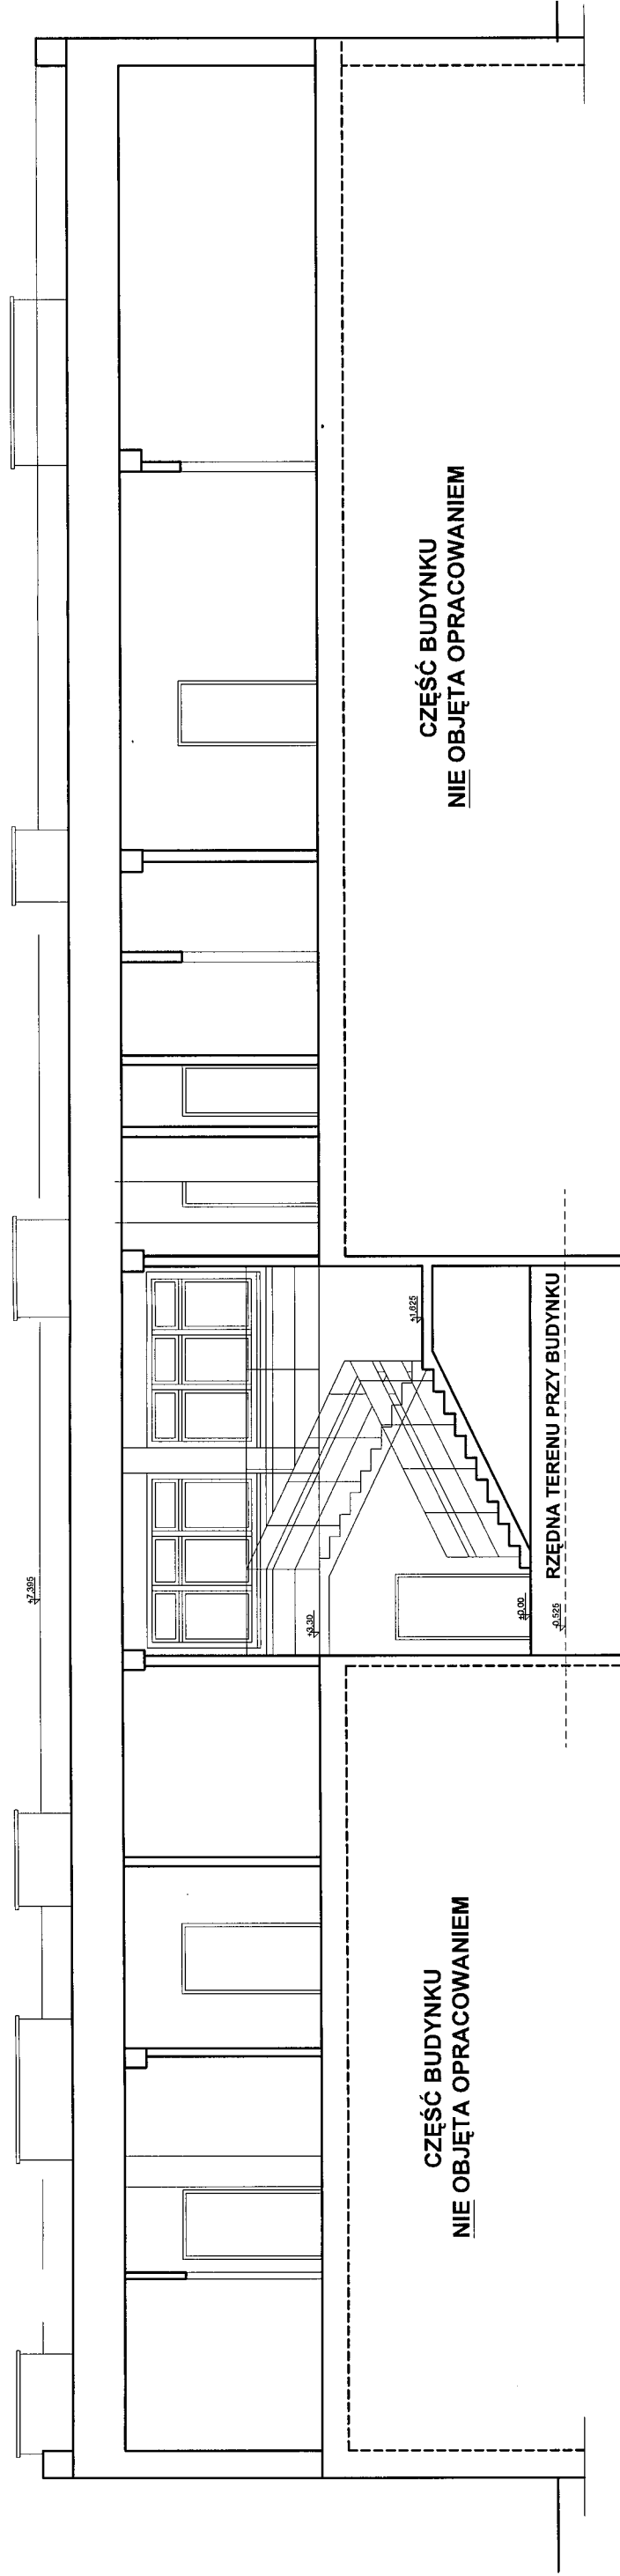 CZĘŚĆ BUDYNKU
NIE OBJĘTA OPRACOWANIEM
+7,395
+3,30
±0,00
-0,525
RZĘDNA TERENU PRZY BUDYNKU
+1,625
CZĘŚĆ BUDYNKU
NIE OBJĘTA OPRACOWANIEM